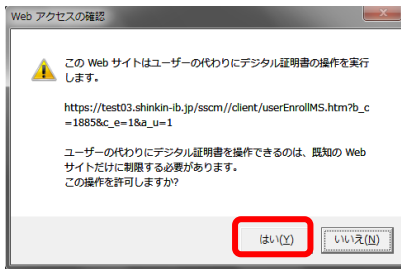 Web アクセスの確認
この Web サイトはユーザーの代わりにデジタル証明書の操作を実行
します。
https://test03.shinkin-ib.jp/sscm//client/userEnrollMS.htm?b_c
=1885&c_e=1&a_u=1
ユーザーの代わりにデジタル証明書を操作できるのは、既知の Web
サイトだけに制限する必要があります。
この操作を許可しますか?
はい(Y) いいえ(N)